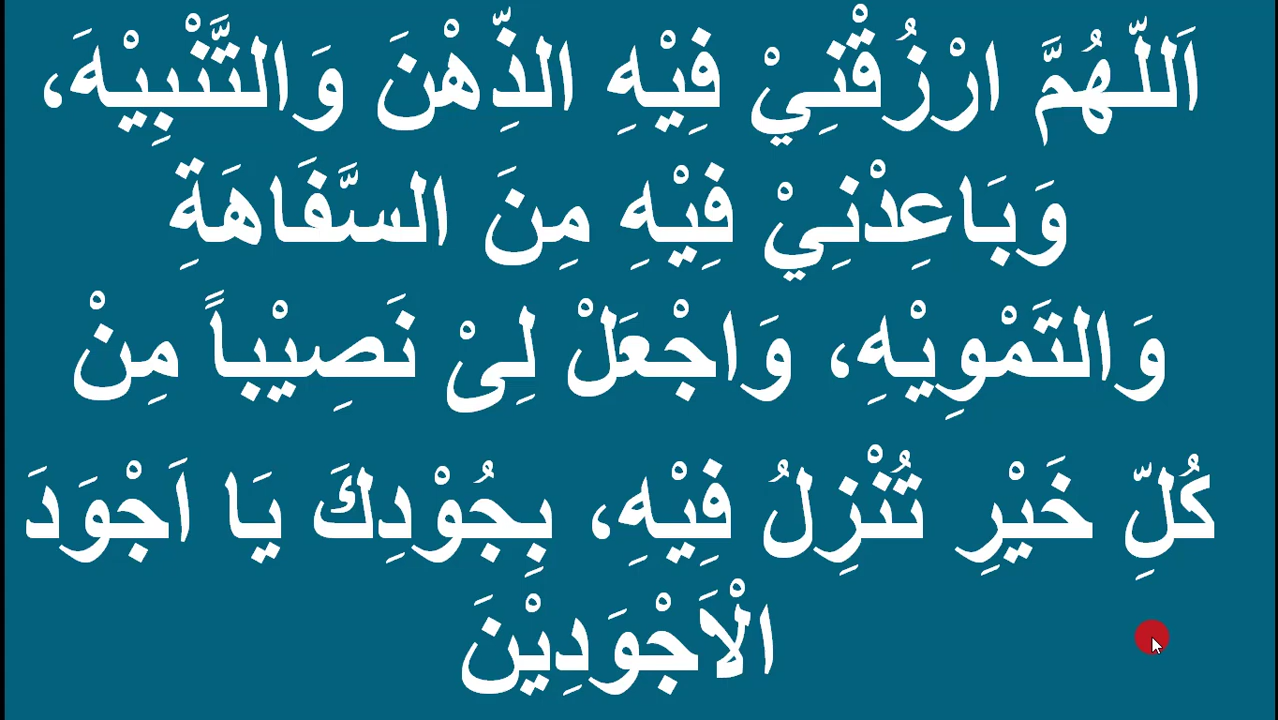 اَللّهُمَّ ارْزُقْنِيْ فِيْهِ الذِّهْنَ وَالتَّنْبِيْهَ،
وَبَاعِدْنِيْ فِيْهِ مِنَ السَّفَاهَةِ
وَالتَمْوِيْهِ، وَاجْعَلْ لِىْ نَصِيْباً مِنْ
كُلِّ خَيْرِ تُنْزِلُ فِيْهِ، بِجُوْدِكَ يَا اَجْوَدَ
الْاَجْوَدِيْنَ